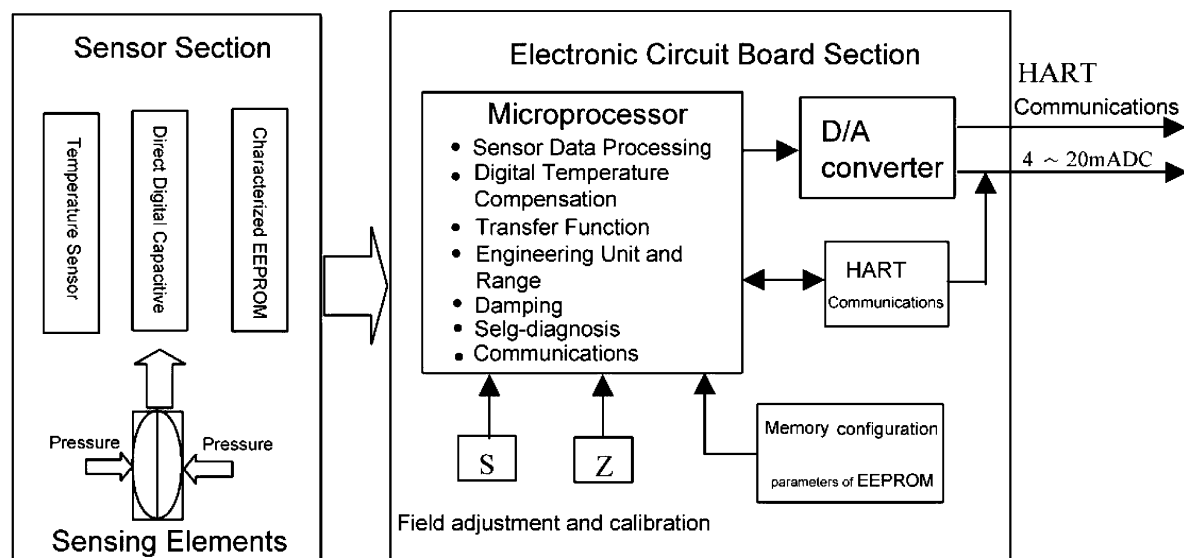 Sensor Section
Temperature Sensor
Direct Digital Capacitive
Characterized EEPROM
Pressure
Pressure
Sensing Elements
Electronic Circuit Board Section
Microprocessor
• Sensor Data Processing
• Digital Temperature
Compensation
• Transfer Function
• Engineering Unit and
Range
• Damping
• Selg-diagnosis
• Communications
D/A
converter
HART
Communications
4 ~ 20mADC
HART
Communications
S
Z
Memory configuration
parameters of EEPROM
Field adjustment and calibration